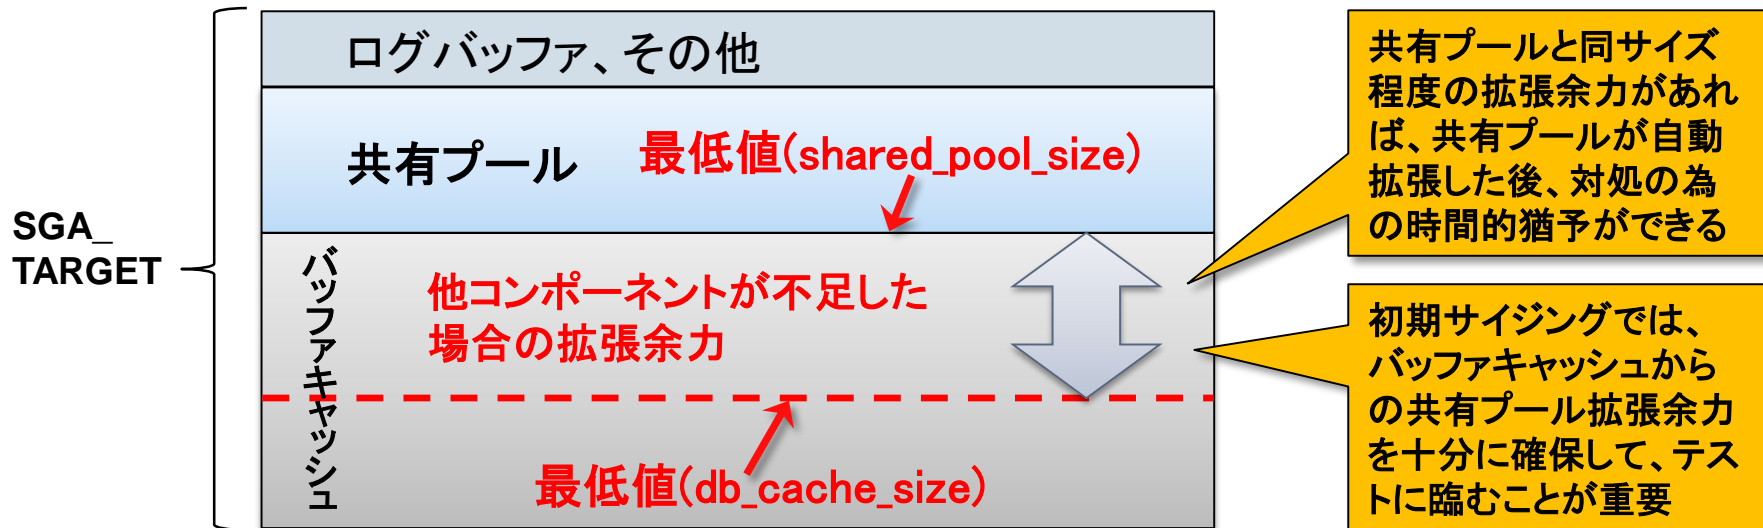 SGA_
TARGET
ログバッファ、その他
共有プール
最低値(shared_pool_size)
バッファキャッシュ
他コンポーネントが不足した
場合の拡張余力
最低値(db_cache_size)
共有プールと同サイズ
程度の拡張余力があれ
ば、共有プールが自動
拡張した後、対処の為
の時間的猶予ができる
初期サイジングでは、
バッファキャッシュから
の共有プール拡張余力
を十分に確保して、テス
トに臨むことが重要